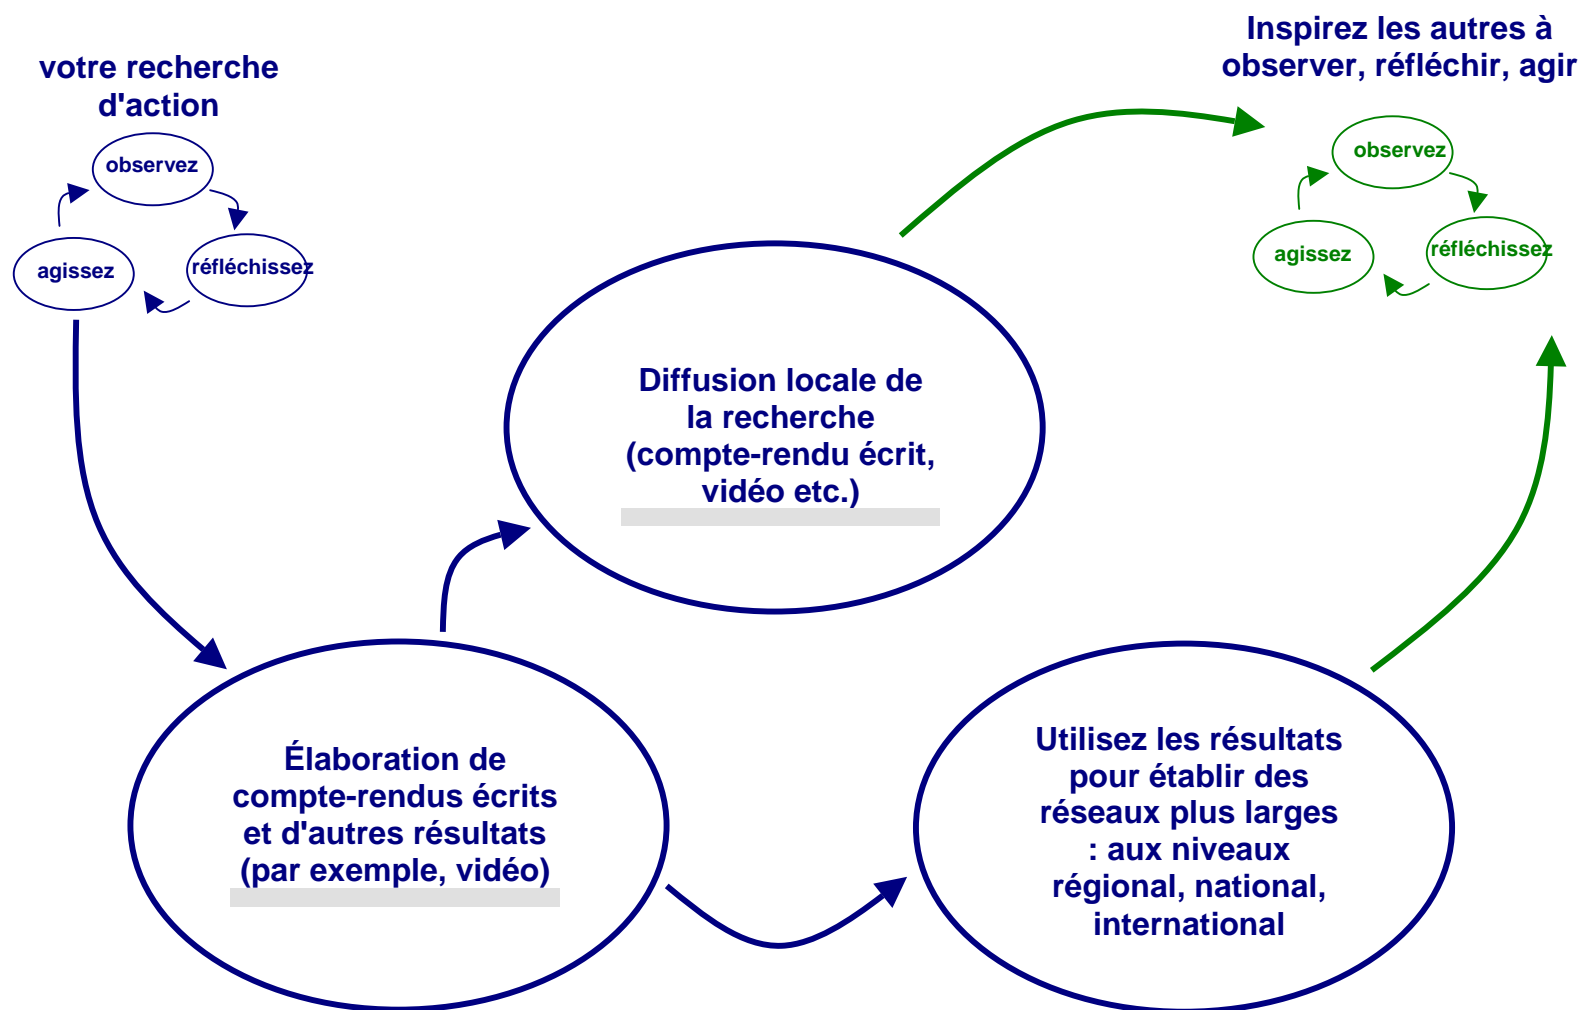 votre recherche
d'action
observez
réfléchissez
agissez
Inspirez les autres à
observer, réfléchir, agir
observez
réfléchissez
agissez
Diffusion locale de
la recherche
(compte-rendu écrit,
vidéo etc.)
Élaboration de
compte-rendus écrits
et d'autres résultats
(par exemple, vidéo)
Utilisez les résultats
pour établir des
réseaux plus larges
: aux niveaux
régional, national,
international